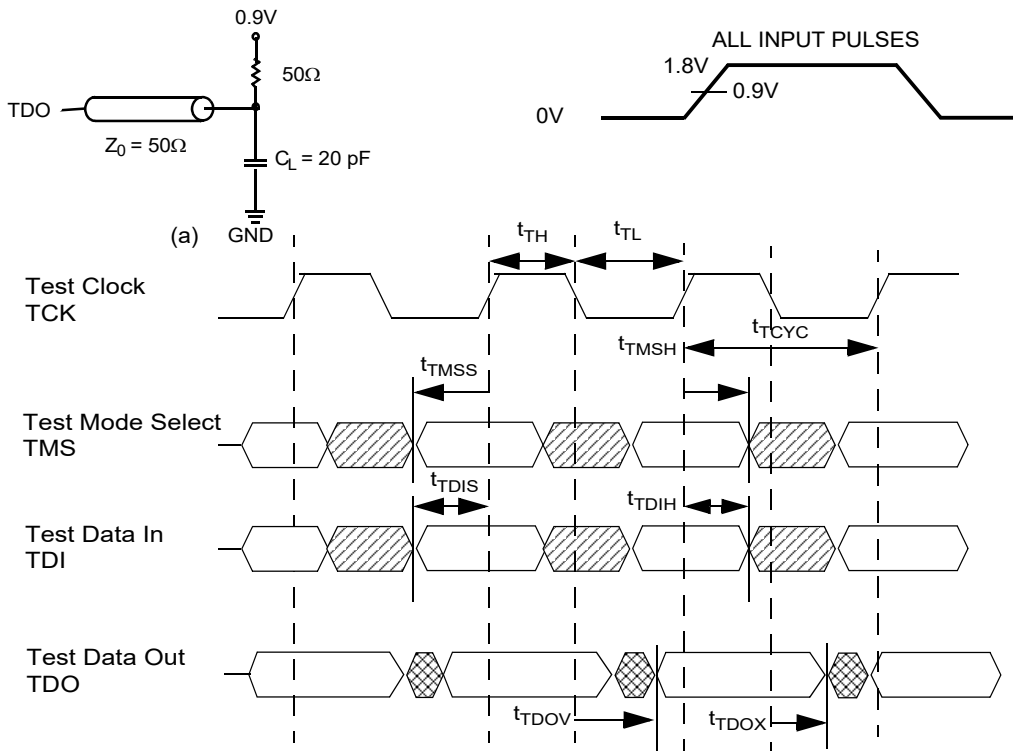 0.9V
50Ω
TDO
Z0 = 50Ω
CL = 20 pF
(a)
GND
ALL INPUT PULSES
1.8V
0.9V
0V
tTH
tTL
Test Clock
TCK
tTCYC
tTMSH
tTMSS
Test Mode Select
TMS
tTDIS
tTDIH
Test Data In
TDI
Test Data Out
TDO
tTDOV
tTDOX